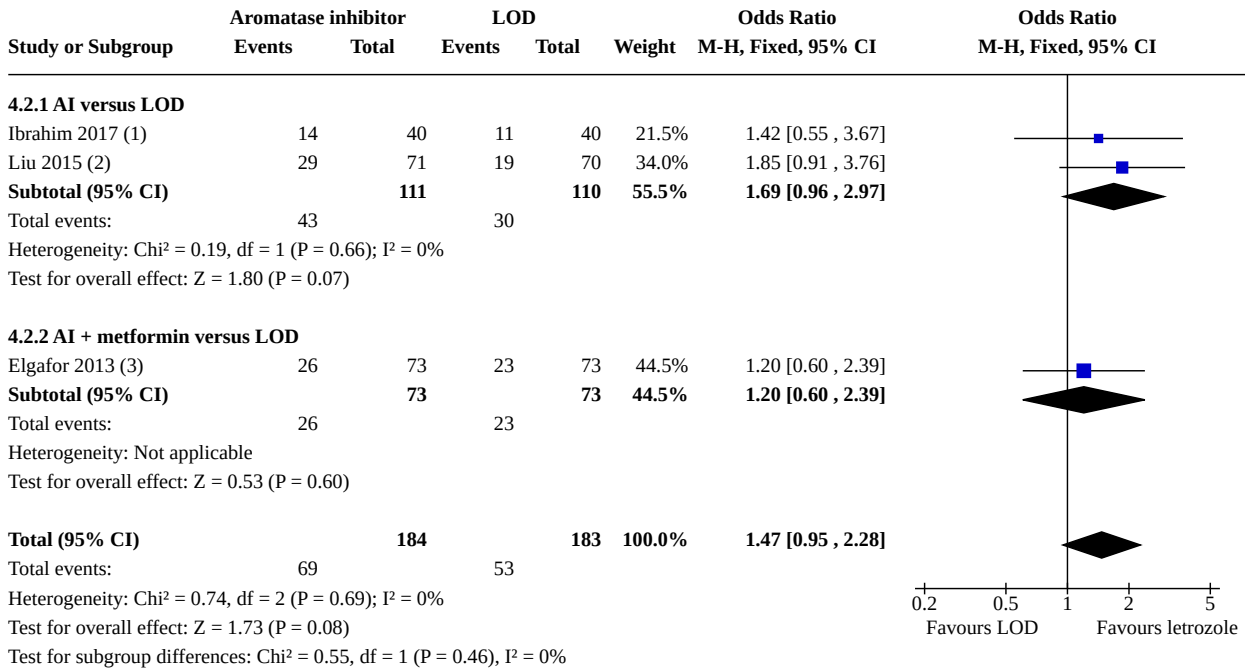 Aromatase inhibitor LOD Odds Ratio Odds Ratio
Study or Subgroup Events Total Events Total Weight M-H, Fixed, 95% CI M-H, Fixed, 95% CI
4.2.1 AI versus LOD
Ibrahim 2017 (1) 14 40 11 40 21.5% 1.42 [0.55 , 3.67]
Liu 2015 (2) 29 71 19 70 34.0% 1.85 [0.91 , 3.76]
Subtotal (95% CI) 111 110 55.5% 1.69 [0.96 , 2.97]
Total events: 43 30
Heterogeneity: Chi² = 0.19, df = 1 (P = 0.66); I² = 0%
Test for overall effect: Z = 1.80 (P = 0.07)
4.2.2 AI + metformin versus LOD
Elgafor 2013 (3) 26 73 23 73 44.5% 1.20 [0.60 , 2.39]
Subtotal (95% CI) 73 73 44.5% 1.20 [0.60 , 2.39]
Total events: 26 23
Heterogeneity: Not applicable
Test for overall effect: Z = 0.53 (P = 0.60)
Total (95% CI) 184 183 100.0% 1.47 [0.95 , 2.28]
Total events: 69 53
Heterogeneity: Chi² = 0.74, df = 2 (P = 0.69); I² = 0%
Test for overall effect: Z = 1.73 (P = 0.08)
Test for subgroup differences: Chi² = 0.55, df = 1 (P = 0.46), I² = 0%
0.2 0.5 1 2 5
Favours LOD Favours letrozole